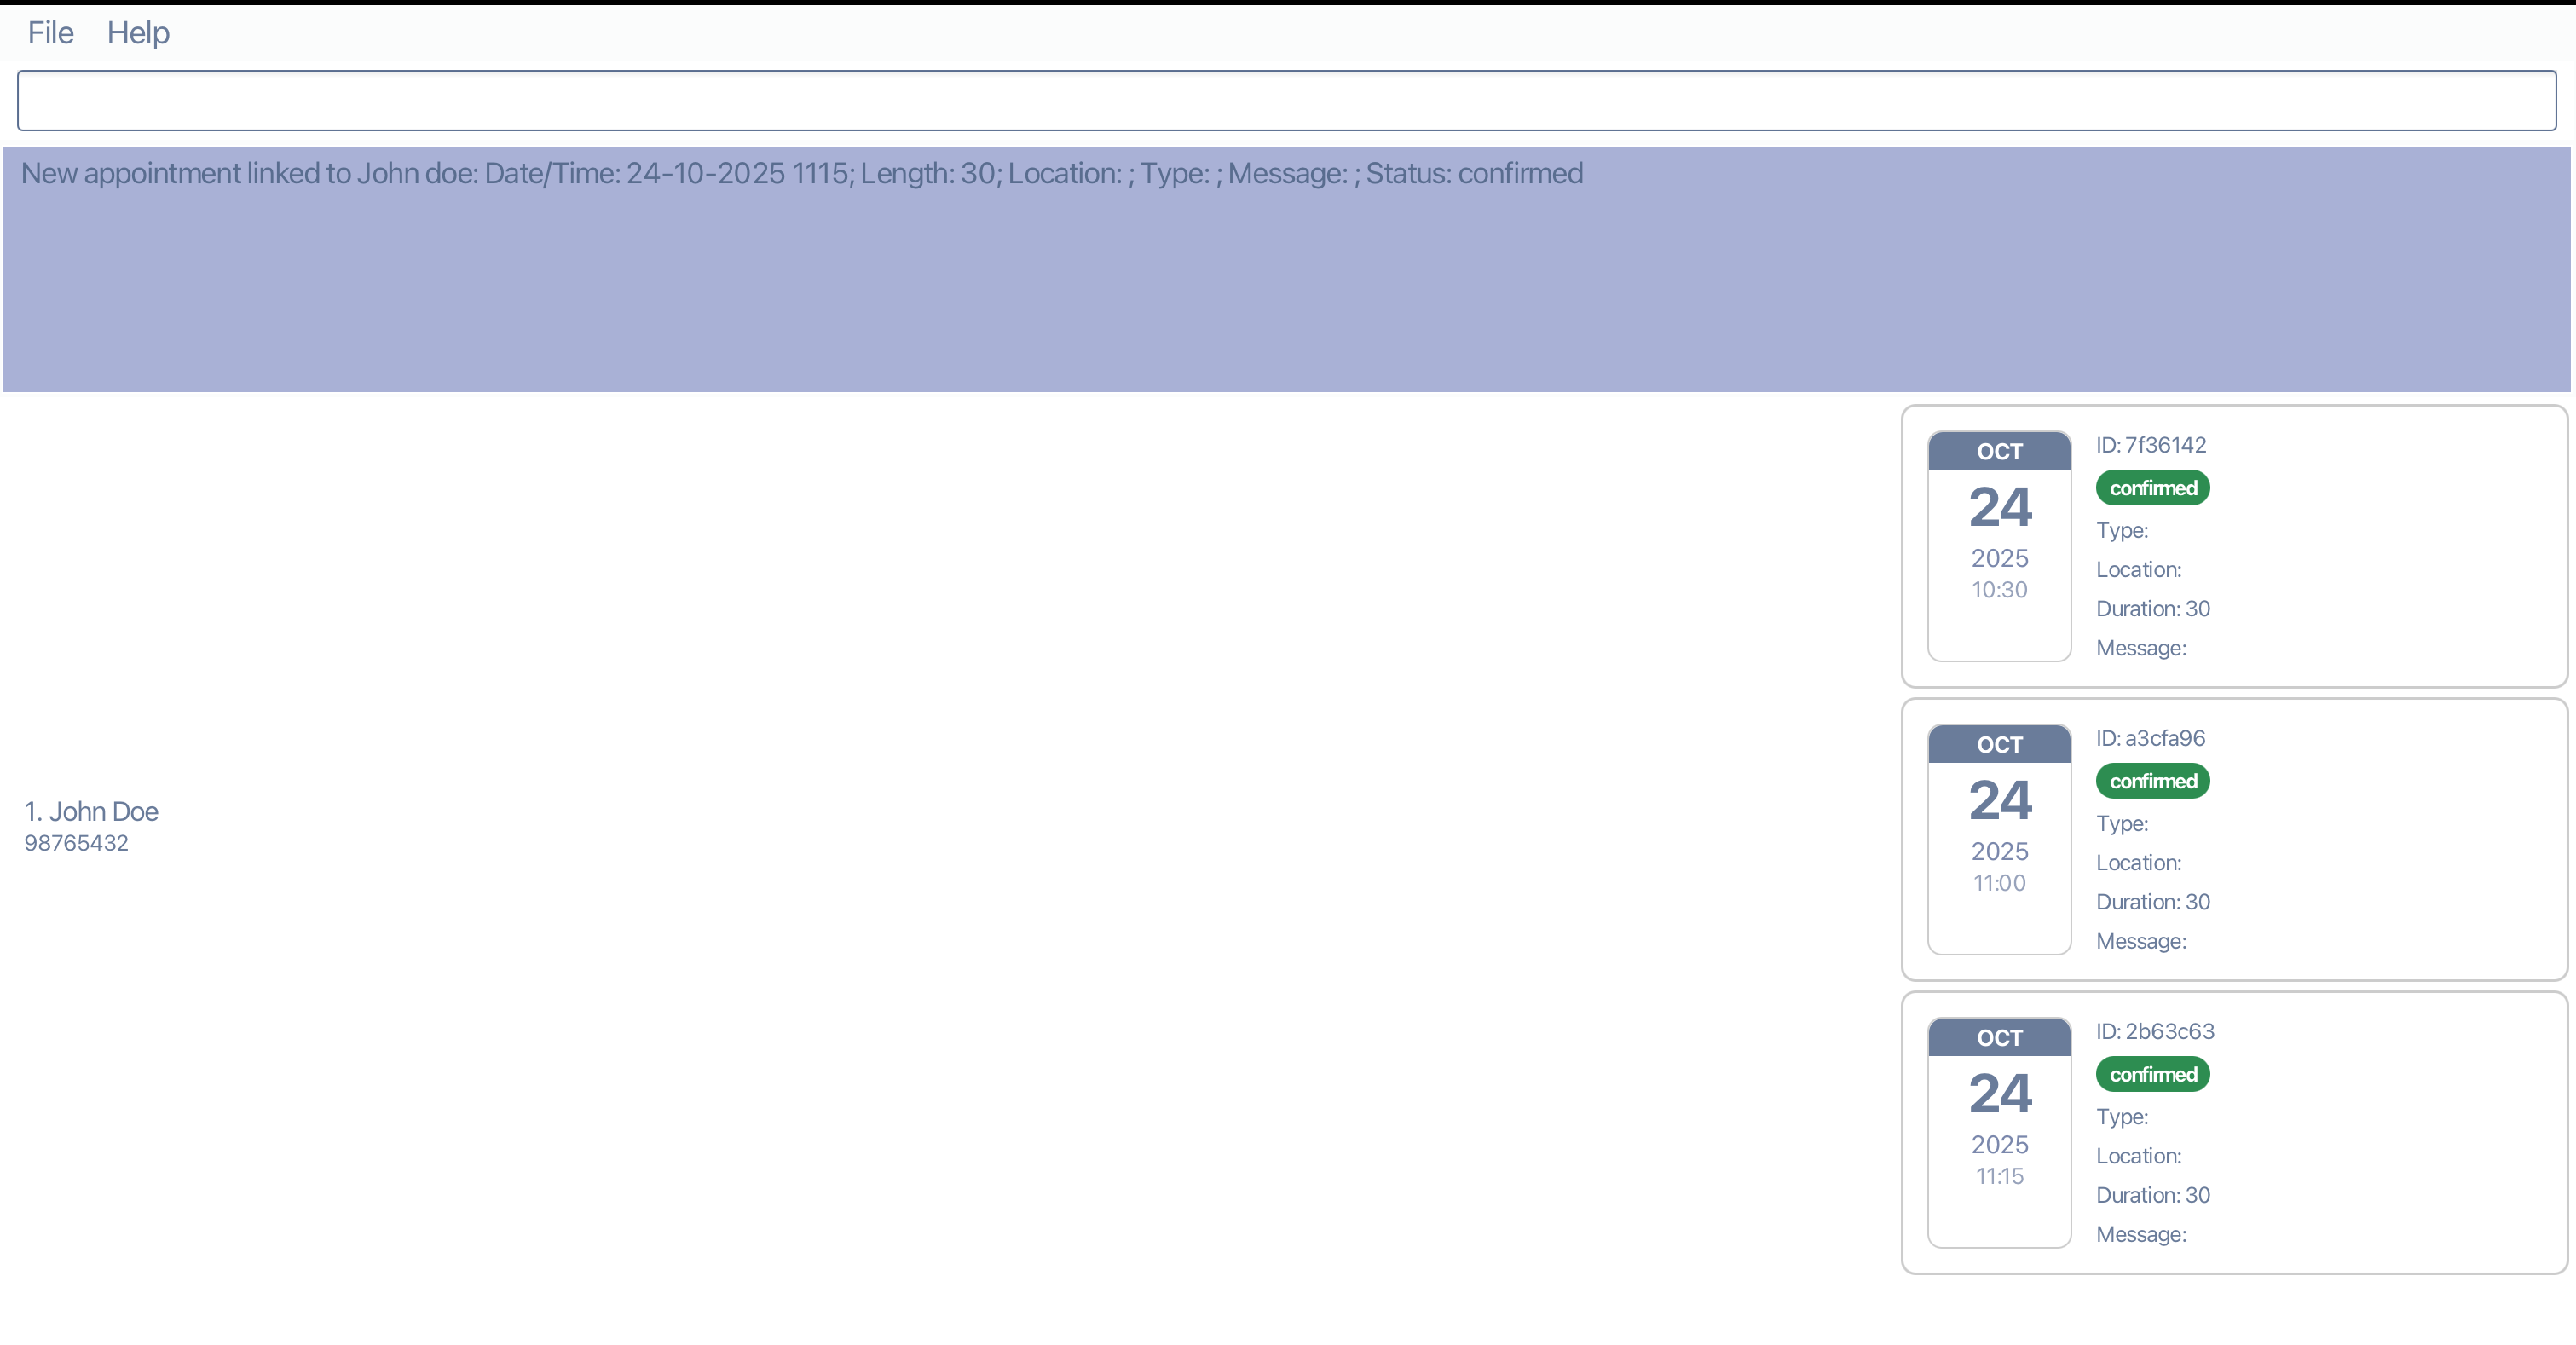 File Help
New appointment linked to John doe: Date/Time: 24-10-2025 1115; Length: 30; Location: ; Type: ; Message: ; Status: confirmed
1. John Doe
98765432
OCT
24
2025
10:30
ID: 7f36142
confirmed
Type:
Location:
Duration: 30
Message:
OCT
24
2025
11:00
ID: a3cfa96
confirmed
Type:
Location:
Duration: 30
Message:
OCT
24
2025
11:15
ID: 2b63c63
confirmed
Type:
Location:
Duration: 30
Message: